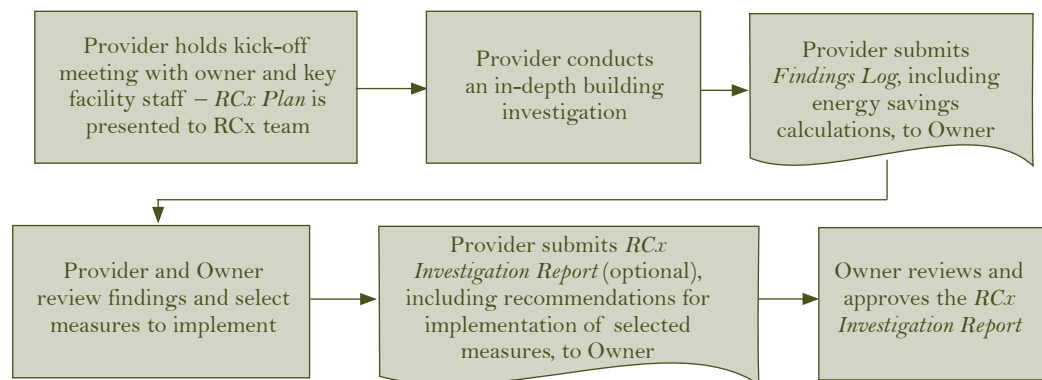 Provider holds kick-off
meeting with owner and key
facility staff – RCx Plan is
presented to RCx team
Provider conducts
an in-depth building
investigation
Provider submits
Findings Log, including
energy savings
calculations, to Owner
Provider and Owner
review findings and select
measures to implement
Provider submits RCx
Investigation Report (optional),
including recommendations for
implementation of selected
measures, to Owner
Owner reviews and
approves the RCx
Investigation Report